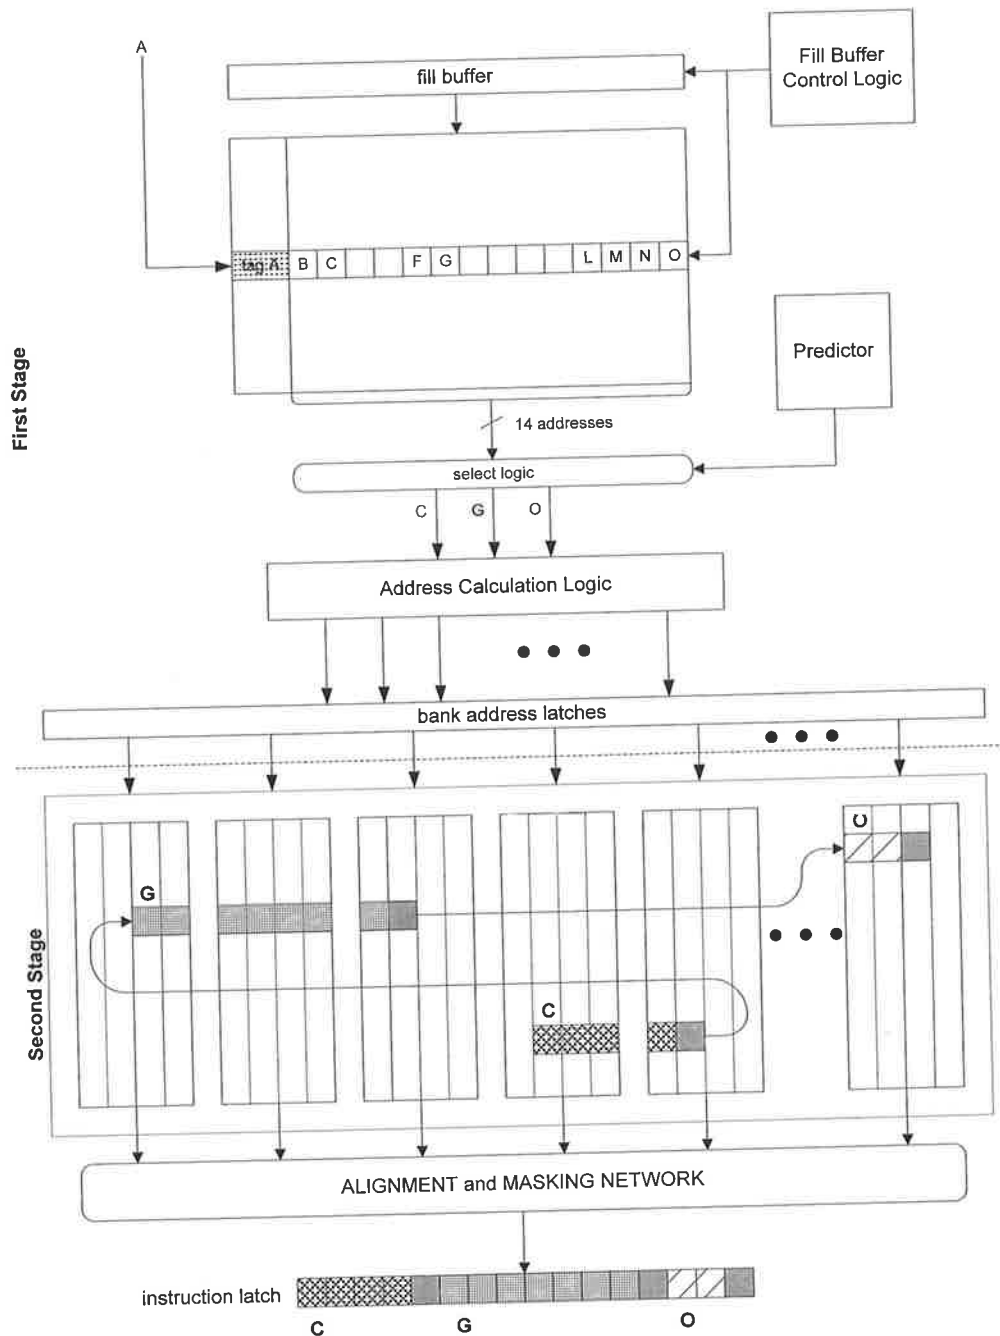 A
fill buffer
Fill Buffer
Control Logic
tag A B C F G L M N O
Predictor
First Stage
14 addresses
select logic
C G O
Address Calculation Logic
bank address latches
Second Stage
G
C
C
ALIGNMENT and MASKING NETWORK
instruction latch
C G O